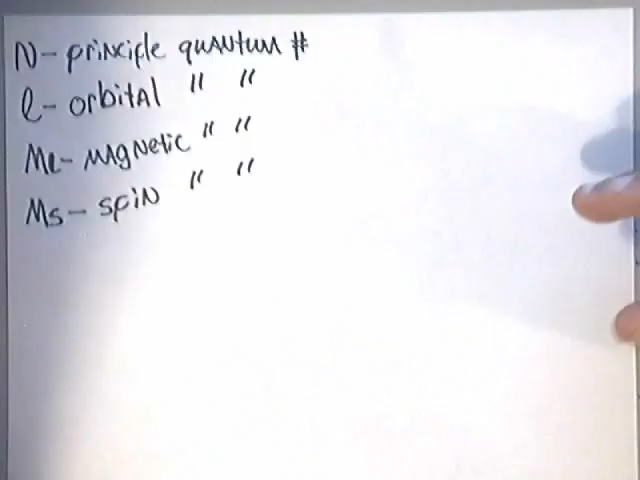 N- principle quantum #
l- orbital " "
Ml- magnetic " "
Ms- spin " "